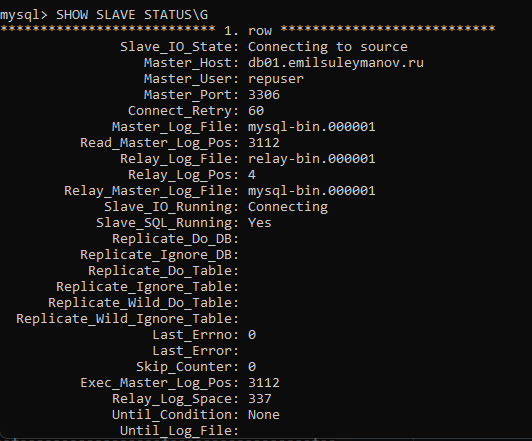 mysql> SHOW SLAVE STATUS\G
*************************** 1. row ***************************
Slave_IO_State: Connecting to source
Master_Host: db01.emilsuleymanov.ru
Master_User: repuser
Master_Port: 3306
Connect_Retry: 60
Master_Log_File: mysql-bin.000001
Read_Master_Log_Pos: 3112
Relay_Log_File: relay-bin.000001
Relay_Log_Pos: 4
Relay_Master_Log_File: mysql-bin.000001
Slave_IO_Running: Connecting
Slave_SQL_Running: Yes
Replicate_Do_DB:
Replicate_Ignore_DB:
Replicate_Do_Table:
Replicate_Ignore_Table:
Replicate_Wild_Do_Table:
Replicate_Wild_Ignore_Table:
Last_Errno: 0
Last_Error:
Skip_Counter: 0
Exec_Master_Log_Pos: 3112
Relay_Log_Space: 337
Until_Condition: None
Until_Log_File: